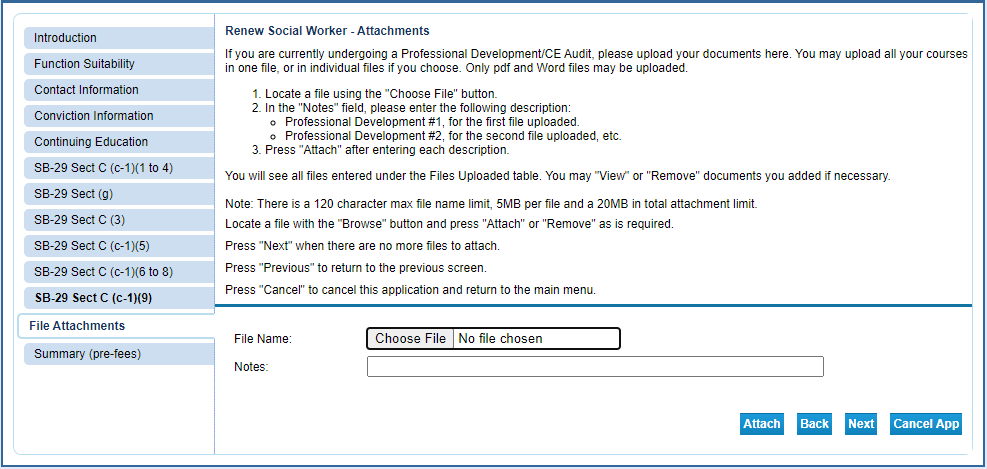 Introduction
Function Suitability
Contact Information
Conviction Information
Continuing Education
SB-29 Sect C (c-1)(1 to 4)
SB-29 Sect (g)
SB-29 Sect C (3)
SB-29 Sect C (c-1)(5)
SB-29 Sect C (c-1)(6 to 8)
SB-29 Sect C (c-1)(9)
File Attachments
Summary (pre-fees)
Renew Social Worker - Attachments
If you are currently undergoing a Professional Development/CE Audit, please upload your documents here. You may upload all your courses
in one file, or in individual files if you choose. Only pdf and Word files may be uploaded.
1. Locate a file using the "Choose File" button.
2. In the "Notes" field, please enter the following description:
Professional Development #1, for the first file uploaded.
Professional Development #2, for the second file uploaded, etc.
3. Press "Attach" after entering each description.
You will see all files entered under the Files Uploaded table. You may "View" or "Remove" documents you added if necessary.
Note: There is a 120 character max file name limit, 5MB per file and a 20MB in total attachment limit.
Locate a file with the "Browse" button and press "Attach" or "Remove" as is required.
Press "Next" when there are no more files to attach.
Press "Previous" to return to the previous screen.
Press "Cancel" to cancel this application and return to the main menu.
File Name: Choose File No file chosen
Notes:
Attach Back Next Cancel App